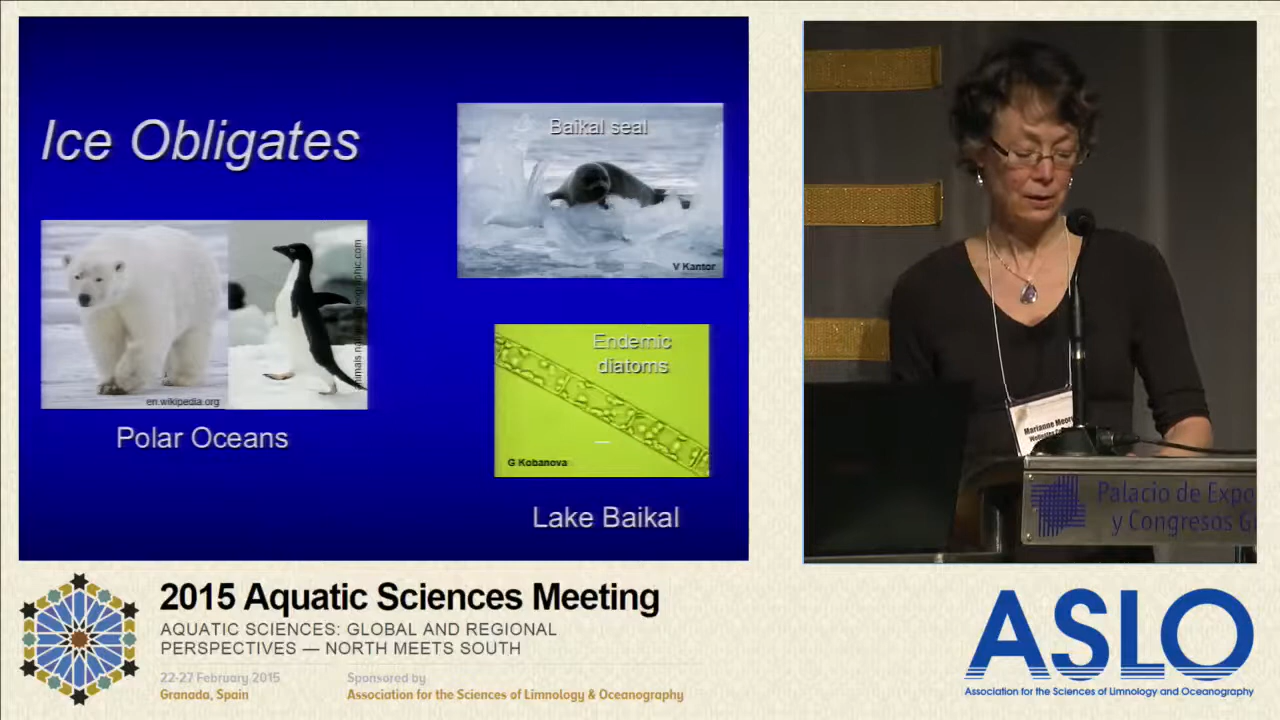 Ice Obligates
Baikal seal
V Kantor
en.wikipedia.org
Polar Oceans
Endemic
diatoms
G Kobanova
Lake Baikal
Marianne Moore
Palacio de Expo
y Congresos G
2015 Aquatic Sciences Meeting
AQUATIC SCIENCES: GLOBAL AND REGIONAL
PERSPECTIVES — NORTH MEETS SOUTH
22-27 February 2015
Granada, Spain
Sponsored by
Association for the Sciences of Limnology & Oceanography
ASLO
Association for the Sciences of Limnology and Oceanography